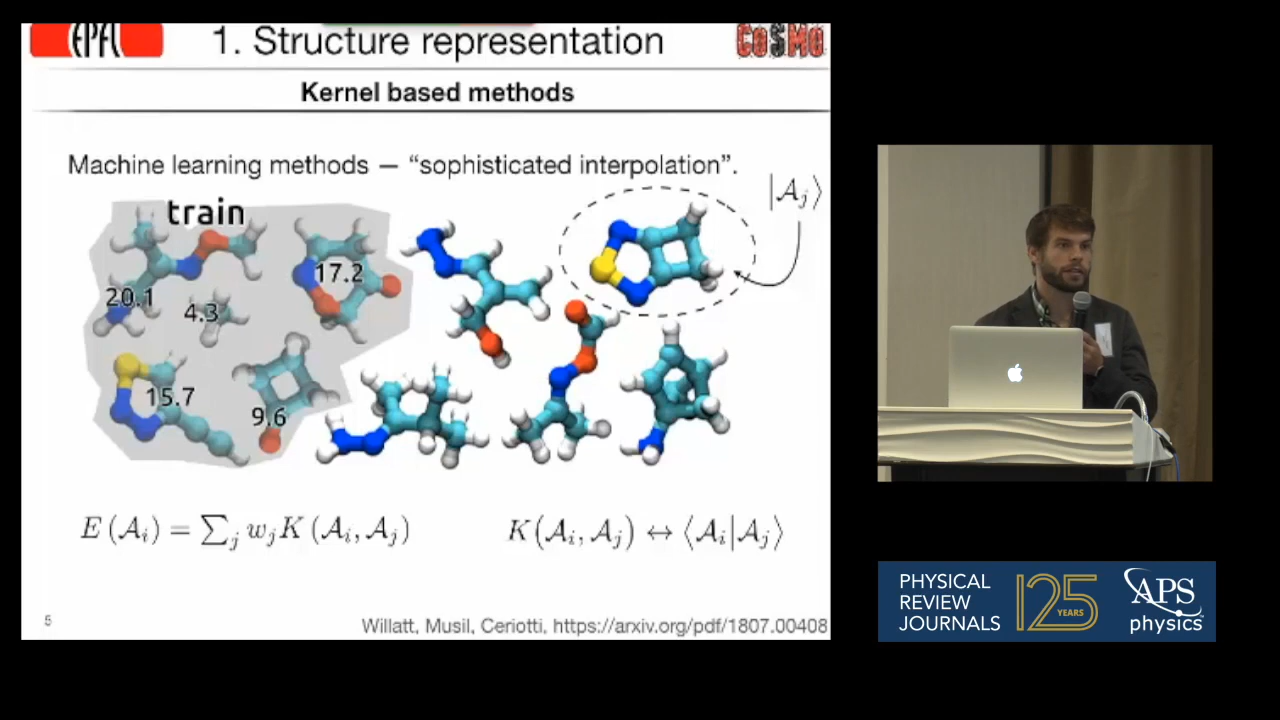 EPFL
1. Structure representation
COSMO
Kernel based methods
Machine learning methods — “sophisticated interpolation”.
|𝒜ⱼ⟩
train
17.2
20.1
4.3
15.7
9.6
E (𝒜ᵢ) = ∑ⱼ wⱼK (𝒜ᵢ, 𝒜ⱼ)
K(𝒜ᵢ, 𝒜ⱼ) ↔ ⟨𝒜ᵢ|𝒜ⱼ⟩
5
Willatt, Musil, Ceriotti, https://arxiv.org/pdf/1807.00408
PHYSICAL
REVIEW
JOURNALS
125
YEARS
APS
physics